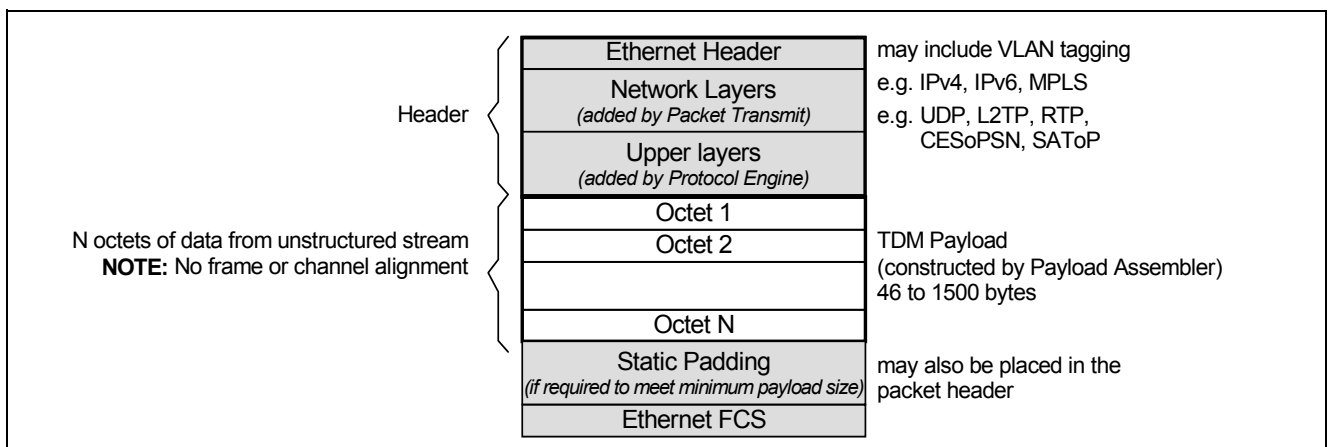 Ethernet Header
may include VLAN tagging
Network Layers
(added by Packet Transmit)
e.g. IPv4, IPv6, MPLS
Header
e.g. UDP, L2TP, RTP,
CESoPSN, SAToP
Upper layers
(added by Protocol Engine)
Octet 1
N octets of data from unstructured stream
NOTE: No frame or channel alignment
Octet 2
TDM Payload
(constructed by Payload Assembler)
46 to 1500 bytes
Octet N
Static Padding
(if required to meet minimum payload size)
may also be placed in the
packet header
Ethernet FCS